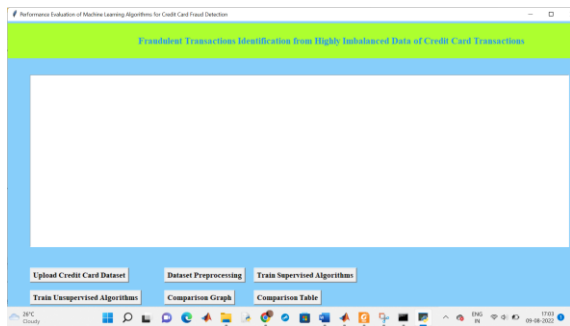 Performance Evaluation of Machine Learning Algorithms for Credit Card Fraud Detection
Fraudulent Transactions Identification from Highly Imbalanced Data of Credit Card Transactions
Upload Credit Card Dataset Dataset Preprocessing Train Supervised Algorithms
Train Unsupervised Algorithms Comparison Graph Comparison Table
26°C
Cloudy
ENG
IN
17:03
09-08-2022